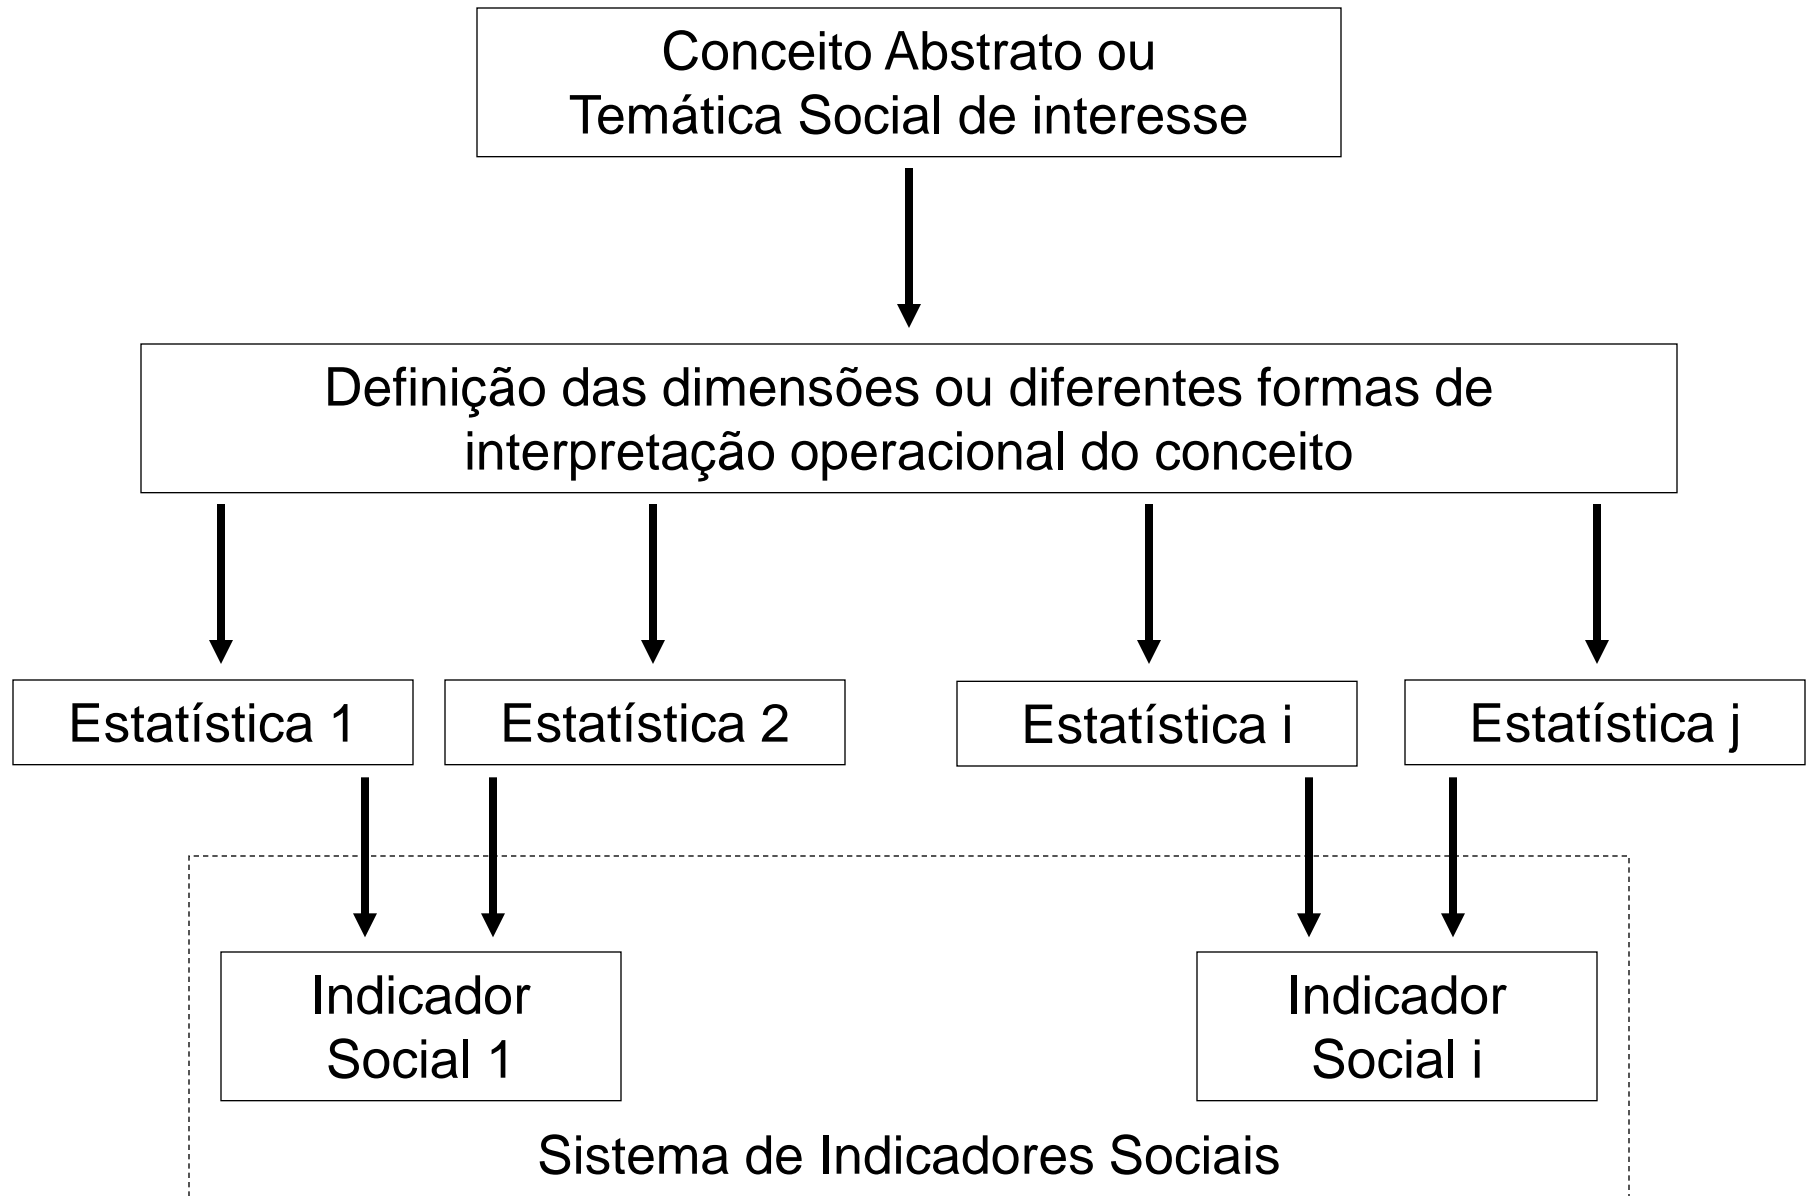 Conceito Abstrato ou
Temática Social de interesse
Definição das dimensões ou diferentes formas de
interpretação operacional do conceito
Estatística 1
Estatística 2
Estatística i
Estatística j
Indicador
Social 1
Indicador
Social i
Sistema de Indicadores Sociais